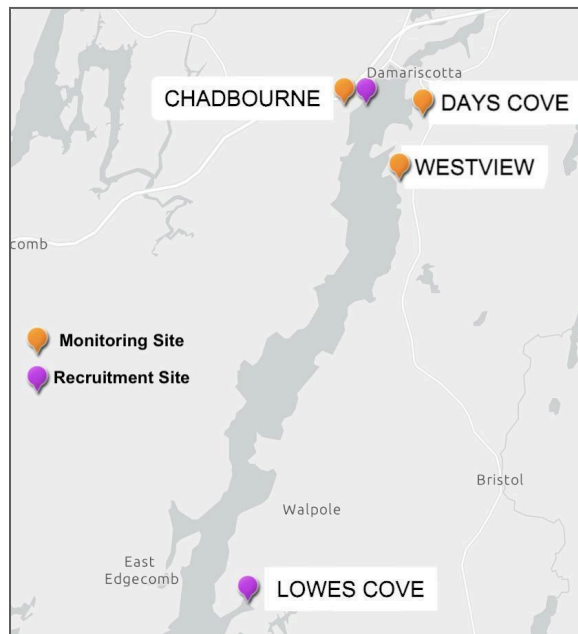 Damariscotta
CHADBOURNE
DAYS COVE
WESTVIEW
comb
Monitoring Site
Recruitment Site
Bristol
Walpole
East
Edgecomb
LOWES COVE